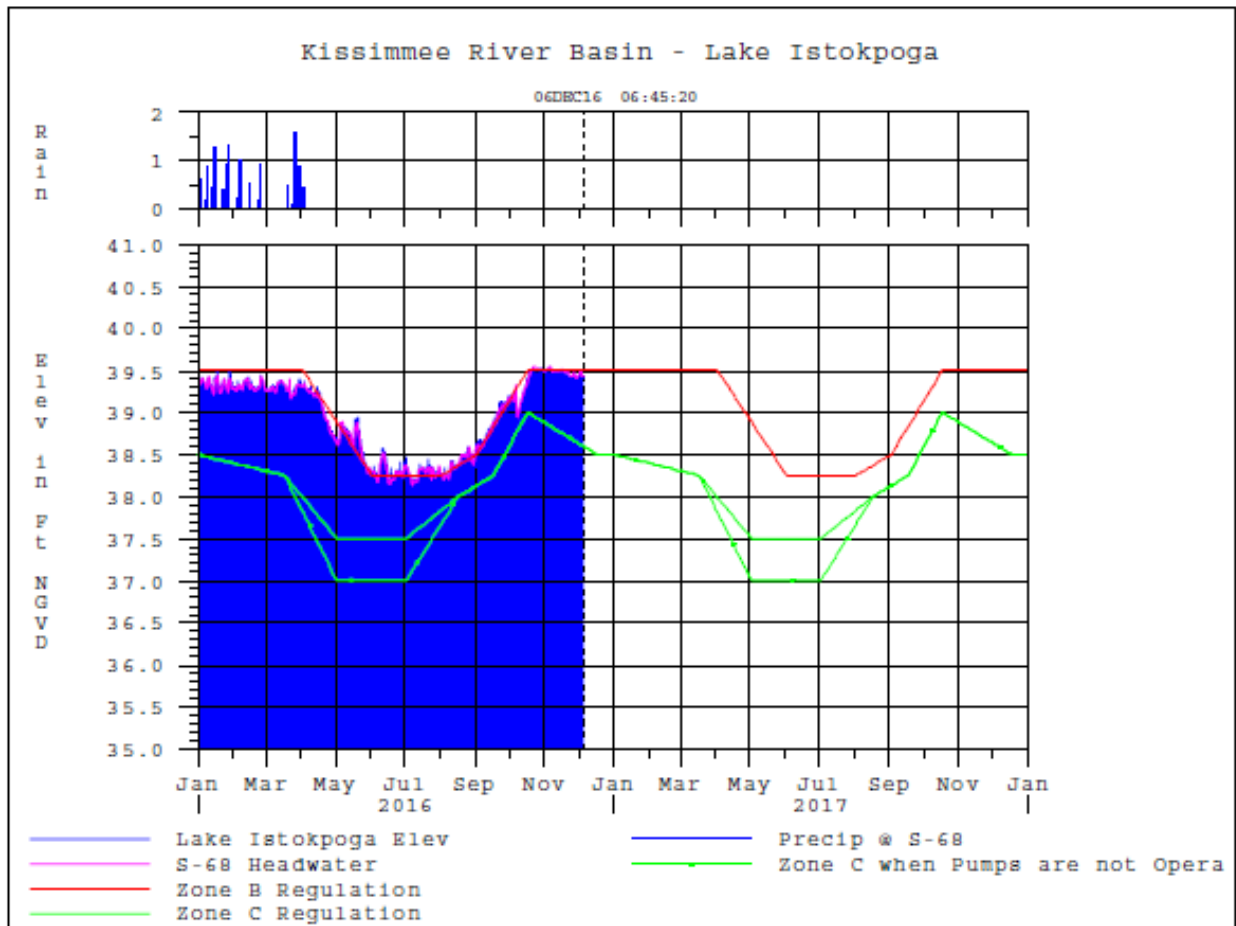 Kissimmee River Basin - Lake Istokpoga
06DEC16 06:45:20
Rain
2
1
0
Elev in Ft NGVD
41.0
40.5
40.0
39.5
39.0
38.5
38.0
37.5
37.0
36.5
36.0
35.5
35.0
Jan Mar May Jul Sep Nov Jan Mar May Jul Sep Nov Jan
2016 2017
Lake Istokpoga Elev
S-68 Headwater
Zone B Regulation
Zone C Regulation
Precip @ S-68
Zone C when Pumps are not Opera